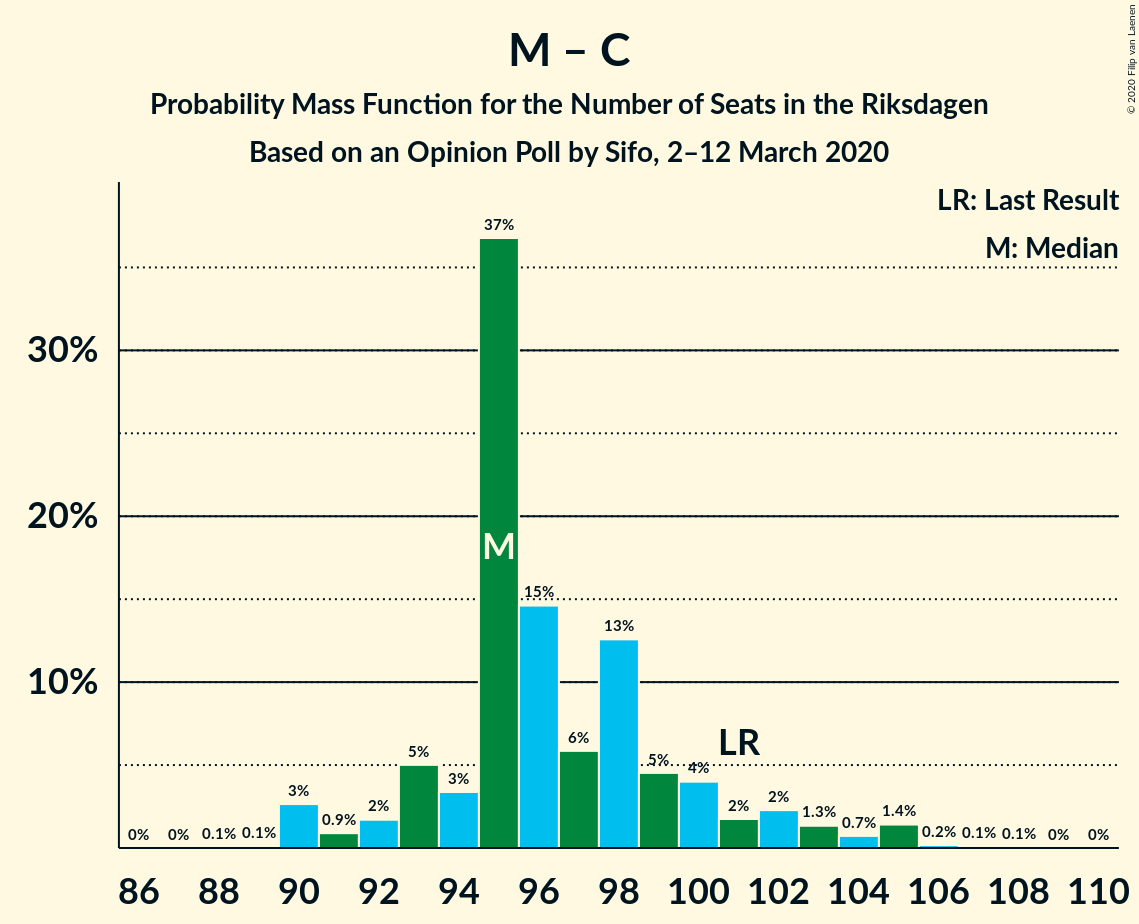 M – C
Probability Mass Function for the Number of Seats in the Riksdagen
Based on an Opinion Poll by Sifo, 2–12 March 2020
© 2020 Filip van Laenen
LR: Last Result
M: Median
30%
20%
10%
0% 0% 0.1% 0.1% 3% 0.9% 2% 5% 3% 37% 15% 6% 13% 5% 4% 2% 2% 1.3% 0.7% 1.4% 0.2% 0.1% 0.1% 0% 0%
M
LR
86 88 90 92 94 96 98 100 102 104 106 108 110